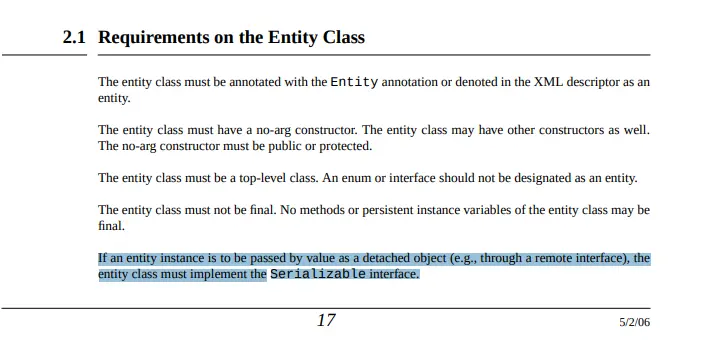 2.1 Requirements on the Entity Class
The entity class must be annotated with the Entity annotation or denoted in the XML descriptor as an
entity.
The entity class must have a no-arg constructor. The entity class may have other constructors as well.
The no-arg constructor must be public or protected.
The entity class must be a top-level class. An enum or interface should not be designated as an entity.
The entity class must not be final. No methods or persistent instance variables of the entity class may be
final.
If an entity instance is to be passed by value as a detached object (e.g., through a remote interface), the
entity class must implement the Serializable interface.
17 5/2/06